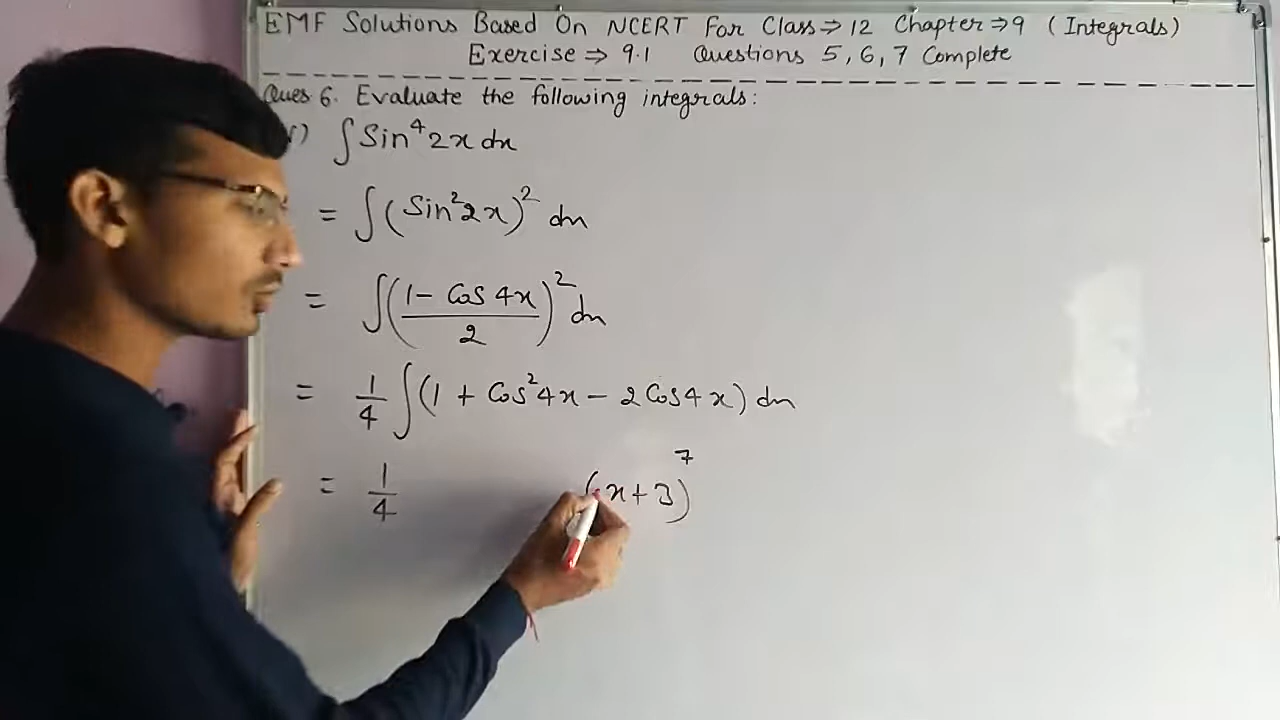 EMF Solutions Based On NCERT For Class ⇒ 12 Chapter ⇒ 9 (Integrals)
Exercise ⇒ 9.1 Questions 5, 6, 7 Complete
Ques 6. Evaluate the following integrals:
) ∫ Sin⁴ 2x dx
= ∫ (Sin² 2x)² dx
= ∫ ((1 - Cos 4x)/2)² dx
= 1/4 ∫ (1 + Cos² 4x - 2 Cos 4x) dx
= 1/4 (x + 3)⁷